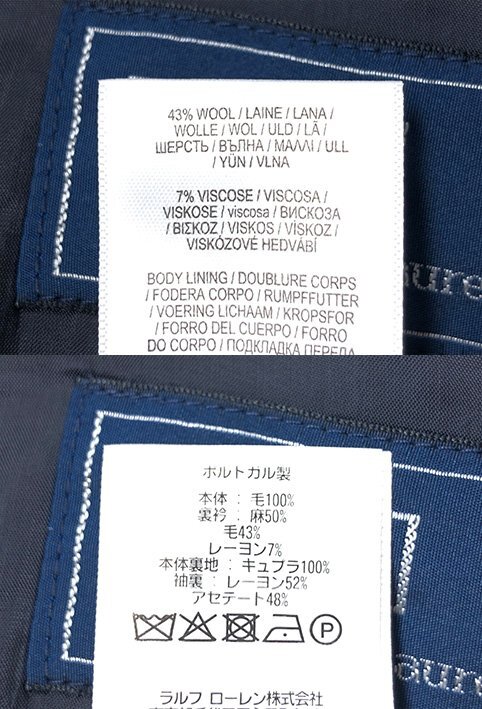 43% WOOL / LAINE / LANA /
WOLLE / WOL / ULD / LÃ /
ШЕРСТЬ / ВЪЛНА / ΜΑΛΛΙ / ULL
/ YÜN / VLNA
7% VISCOSE / VISCOSA /
VISKOSE / viscosa / ВИСКОЗА
/ ΒΙΣΚΟΖ / VISKOS / VİSKOZ /
VISKÓZOVÉ HEDVÁBÍ
BODY LINING / DOUBLURE CORPS
/ FODERA CORPO / RUMPFFUTTER
/ VOERING LICHAAM / KROPSFOR
/ FORRO DEL CUERPO / FORRO
DO CORPO / ПОДКЛАДКА ПЕРЕДА
ポルトガル製
本体 : 毛100%
裏衿 : 麻50%
毛43%
レーヨン7%
本体裏地 : キュプラ100%
袖裏 : レーヨン52%
アセテート48%
P
ラルフ ローレン株式会社